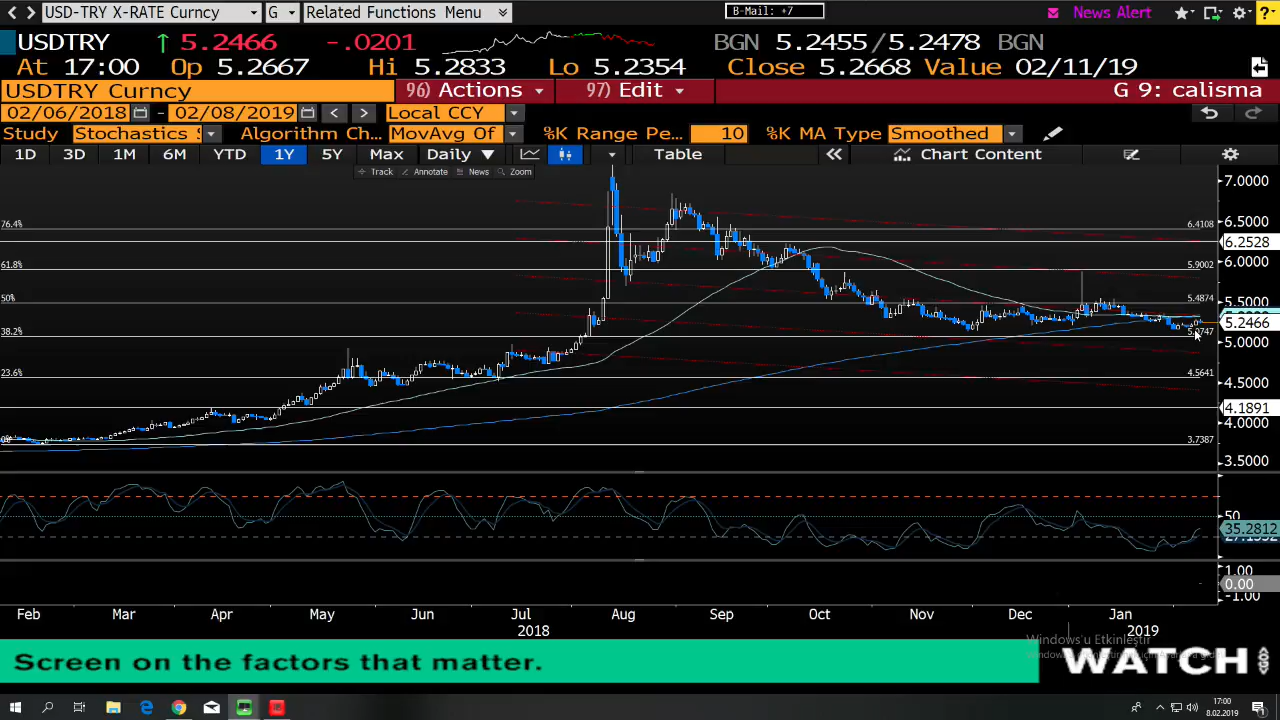 USD-TRY X-RATE Curncy G Related Functions Menu B-Mail: +7 News Alert ?
USDTRY ↑ 5.2466 -.0201 BGN 5.2455/5.2478 BGN
At 17:00 Op 5.2667 Hi 5.2833 Lo 5.2354 Close 5.2668 Value 02/11/19
USDTRY Curncy 96) Actions 97) Edit G 9: calisma
02/06/2018 - 02/08/2019 < > Local CCY
Study Stochastics Algorithm Ch... MovAvg Of %K Range Pe... 10 %K MA Type Smoothed
1D 3D 1M 6M YTD 1Y 5Y Max Daily ▼ Table « Chart Content
Track Annotate News Zoom
7.0000
76.4% 6.4108 6.5000
6.2528
61.8% 5.9002 6.0000
50% 5.4874 5.5000
5.2466
38.2% 5.0000
23.6% 4.5641 4.5000
4.1891
4.0000
3.7387
3.5000
50
35.2812
1.00
0.00
-1.00
Feb Mar Apr May Jun Jul Aug Sep Oct Nov Dec Jan
2018 2019
Windows'u Etkinleştir
Screen on the factors that matter. WATCH
17:00
8.02.2019